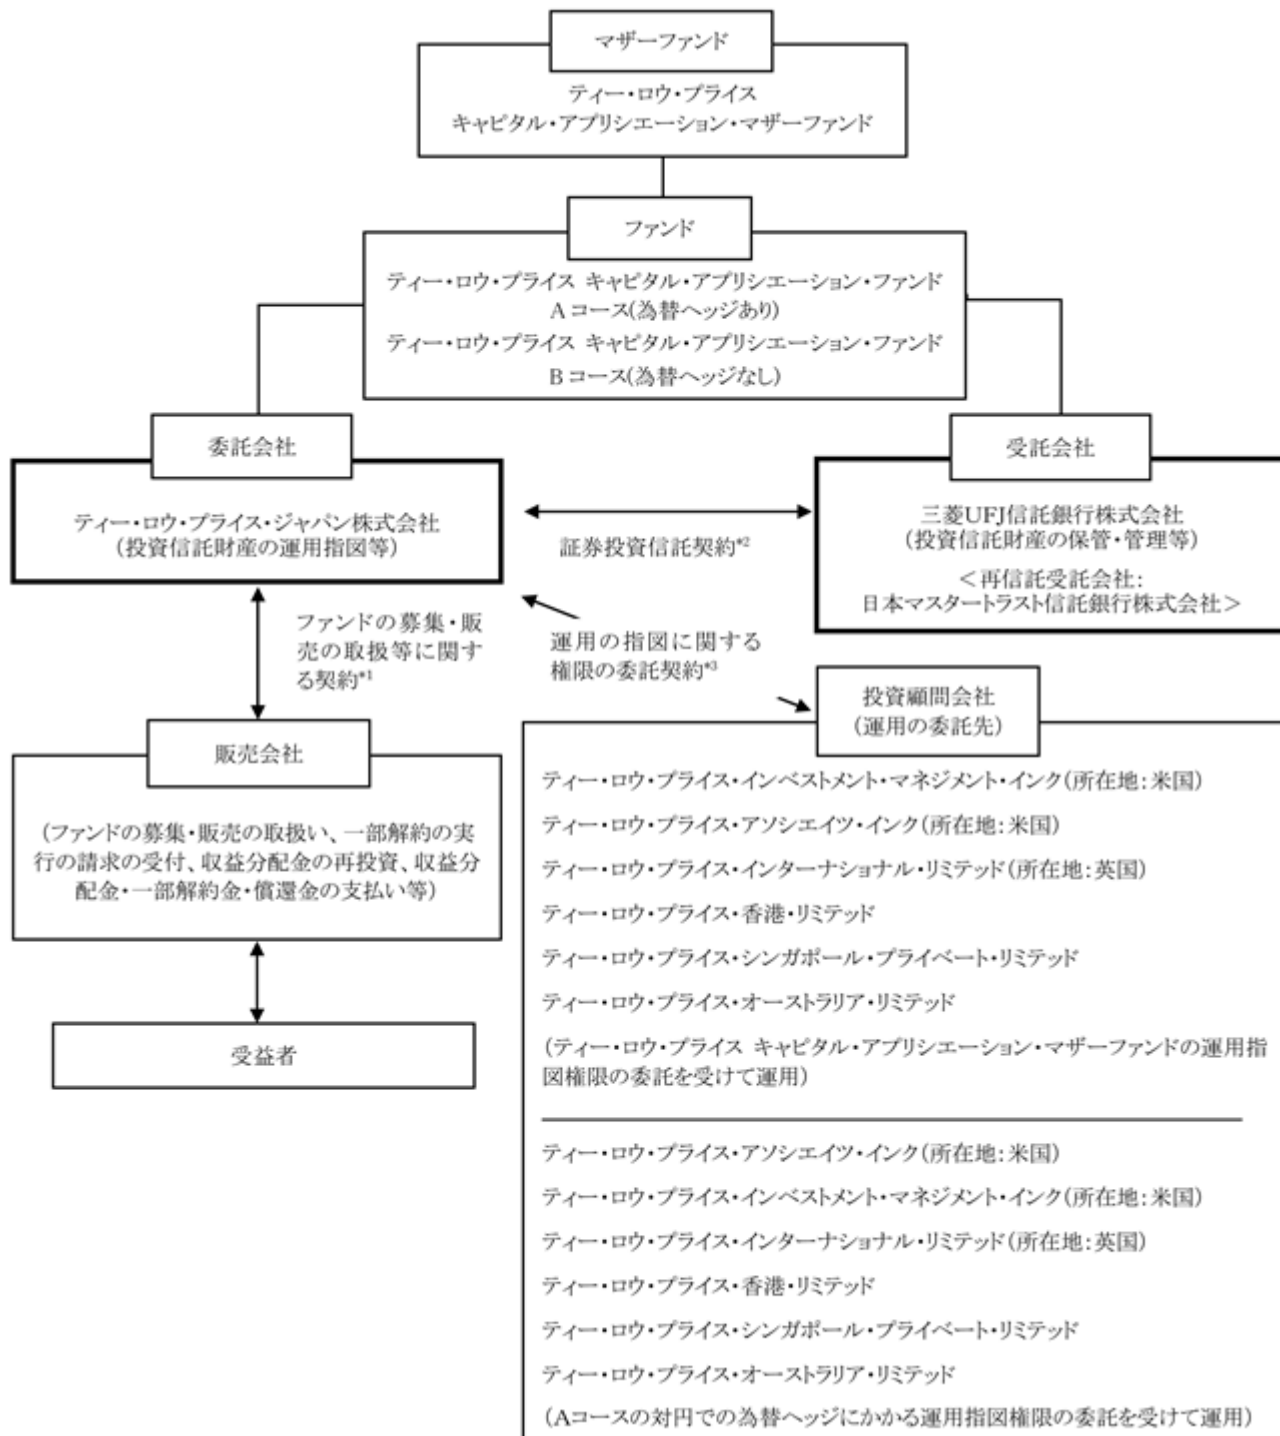 マザーファンド
ティー・ロウ・プライス
キャピタル・アプリシエーション・マザーファンド
ファンド
ティー・ロウ・プライス キャピタル・アプリシエーション・ファンド
Aコース(為替ヘッジあり)
ティー・ロウ・プライス キャピタル・アプリシエーション・ファンド
Bコース(為替ヘッジなし)
委託会社
ティー・ロウ・プライス・ジャパン株式会社
(投資信託財産の運用指図等)
証券投資信託契約*2
受託会社
三菱UFJ信託銀行株式会社
(投資信託財産の保管・管理等)
＜再信託受託会社:
日本マスタートラスト信託銀行株式会社＞
ファンドの募集・販
売の取扱等に関す
る契約*1
運用の指図に関する
権限の委託契約*3
販売会社
(ファンドの募集・販売の取扱い、一部解約の実
行の請求の受付、収益分配金の再投資、収益分
配金・一部解約金・償還金の支払い等)
受益者
投資顧問会社
(運用の委託先)
ティー・ロウ・プライス・インベストメント・マネジメント・インク(所在地:米国)
ティー・ロウ・プライス・アソシエイツ・インク(所在地:米国)
ティー・ロウ・プライス・インターナショナル・リミテッド(所在地:英国)
ティー・ロウ・プライス・香港・リミテッド
ティー・ロウ・プライス・シンガポール・プライベート・リミテッド
ティー・ロウ・プライス・オーストラリア・リミテッド
(ティー・ロウ・プライス キャピタル・アプリシエーション・マザーファンドの運用指
図権限の委託を受けて運用)
ティー・ロウ・プライス・アソシエイツ・インク(所在地:米国)
ティー・ロウ・プライス・インベストメント・マネジメント・インク(所在地:米国)
ティー・ロウ・プライス・インターナショナル・リミテッド(所在地:英国)
ティー・ロウ・プライス・香港・リミテッド
ティー・ロウ・プライス・シンガポール・プライベート・リミテッド
ティー・ロウ・プライス・オーストラリア・リミテッド
(Aコースの対円での為替ヘッジにかかる運用指図権限の委託を受けて運用)